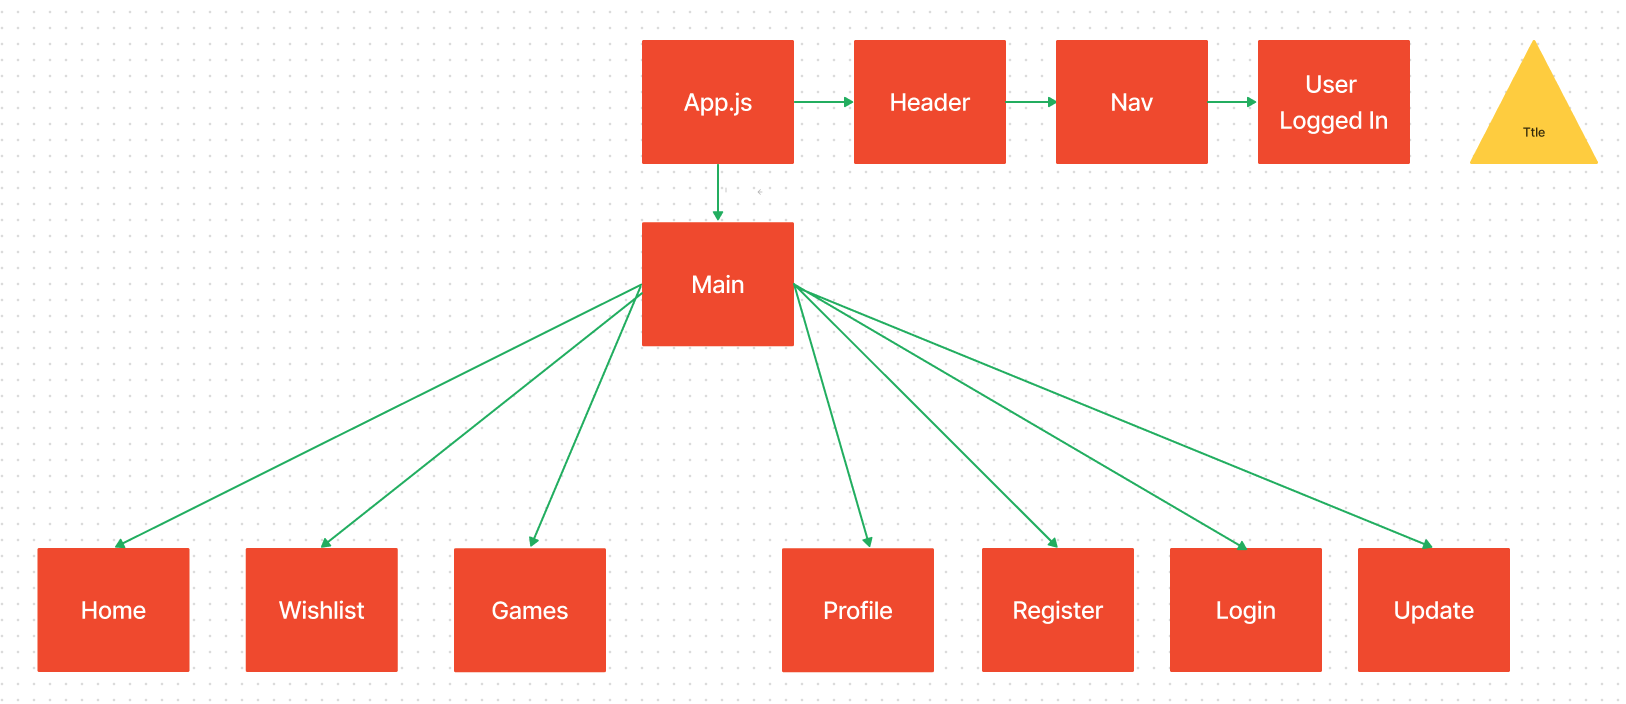 App.js
Header
Nav
User
Logged In
Ttle
Main
Home
Wishlist
Games
Profile
Register
Login
Update